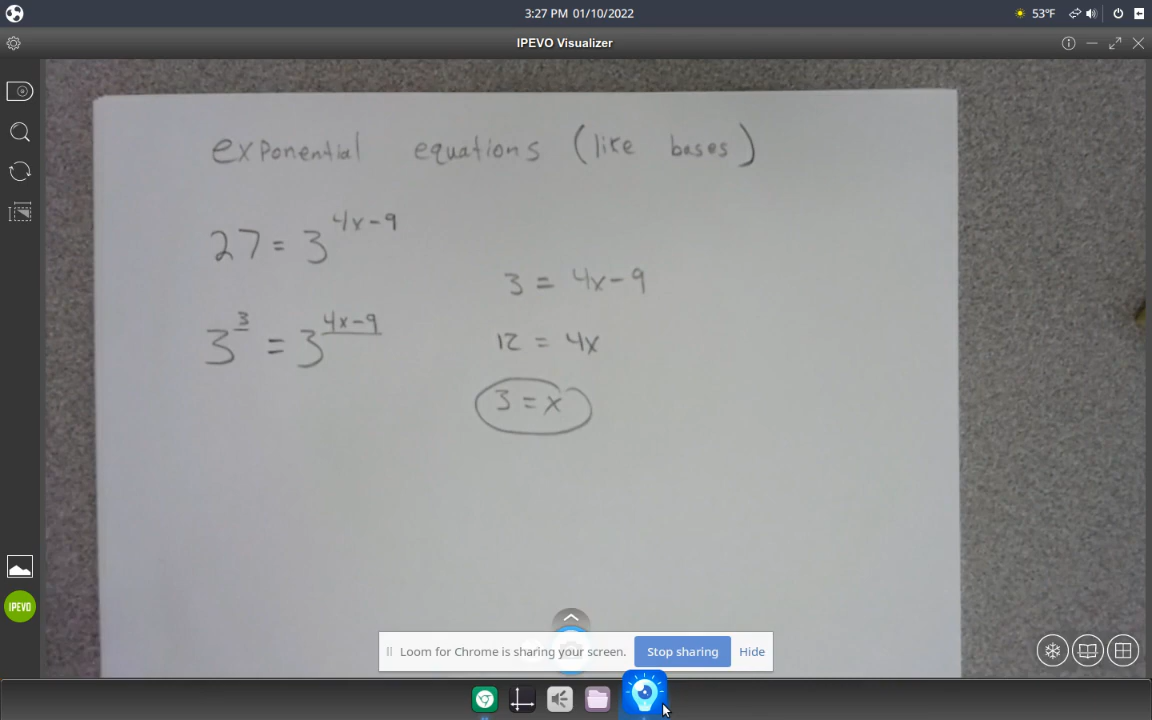 3:27 PM 01/10/2022
53°F
IPEVO Visualizer
exponential equations (like bases)
27 = 3^{4x-9}
3^3 = 3^{4x-9}
3 = 4x-9
12 = 4x
3 = x
IPEVO
Loom for Chrome is sharing your screen. Stop sharing Hide